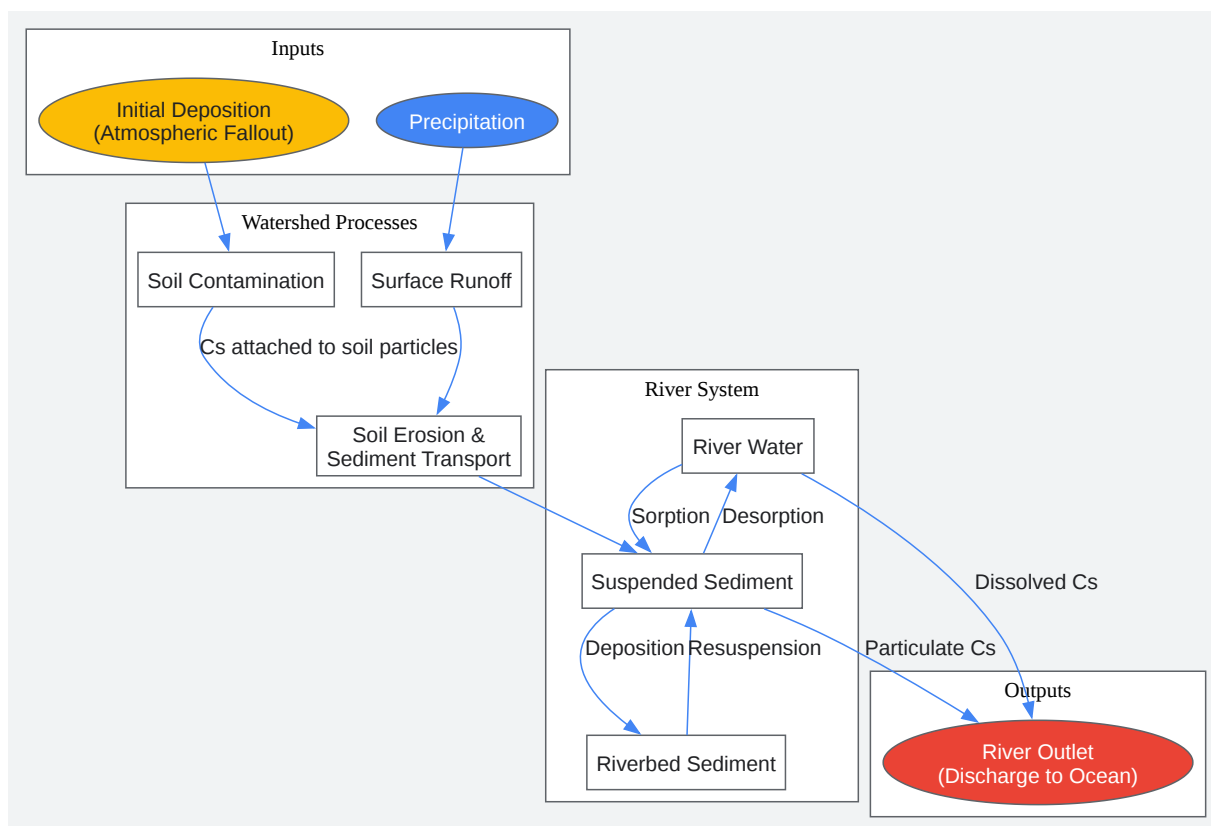 Inputs
Initial Deposition
(Atmospheric Fallout)
Precipitation
Watershed Processes
Soil Contamination
Surface Runoff
Cs attached to soil particles
Soil Erosion &
Sediment Transport
River System
River Water
Sorption
Desorption
Suspended Sediment
Dissolved Cs
Deposition
Resuspension
Particulate Cs
Riverbed Sediment
Outputs
River Outlet
(Discharge to Ocean)